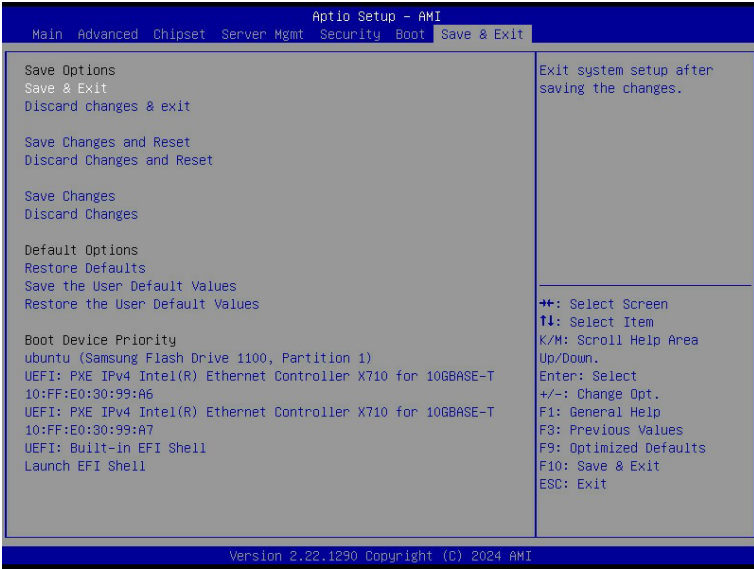 Aptio Setup - AMI
Main Advanced Chipset Server Mgmt Security Boot Save & Exit
Save Options
Save & Exit
Discard changes & exit
Save Changes and Reset
Discard Changes and Reset
Save Changes
Discard Changes
Default Options
Restore Defaults
Save the User Default Values
Restore the User Default Values
Boot Device Priority
ubuntu (Samsung Flash Drive 1100, Partition 1)
UEFI: PXE IPv4 Intel(R) Ethernet Controller X710 for 10GBASE-T
10:FF:E0:30:99:A6
UEFI: PXE IPv4 Intel(R) Ethernet Controller X710 for 10GBASE-T
10:FF:E0:30:99:A7
UEFI: Built-in EFI Shell
Launch EFI Shell
Exit system setup after
saving the changes.
→←: Select Screen
↑↓: Select Item
K/M: Scroll Help Area
Up/Down.
Enter: Select
+/-: Change Opt.
F1: General Help
F3: Previous Values
F9: Optimized Defaults
F10: Save & Exit
ESC: Exit
Version 2.22.1290 Copyright (C) 2024 AMI